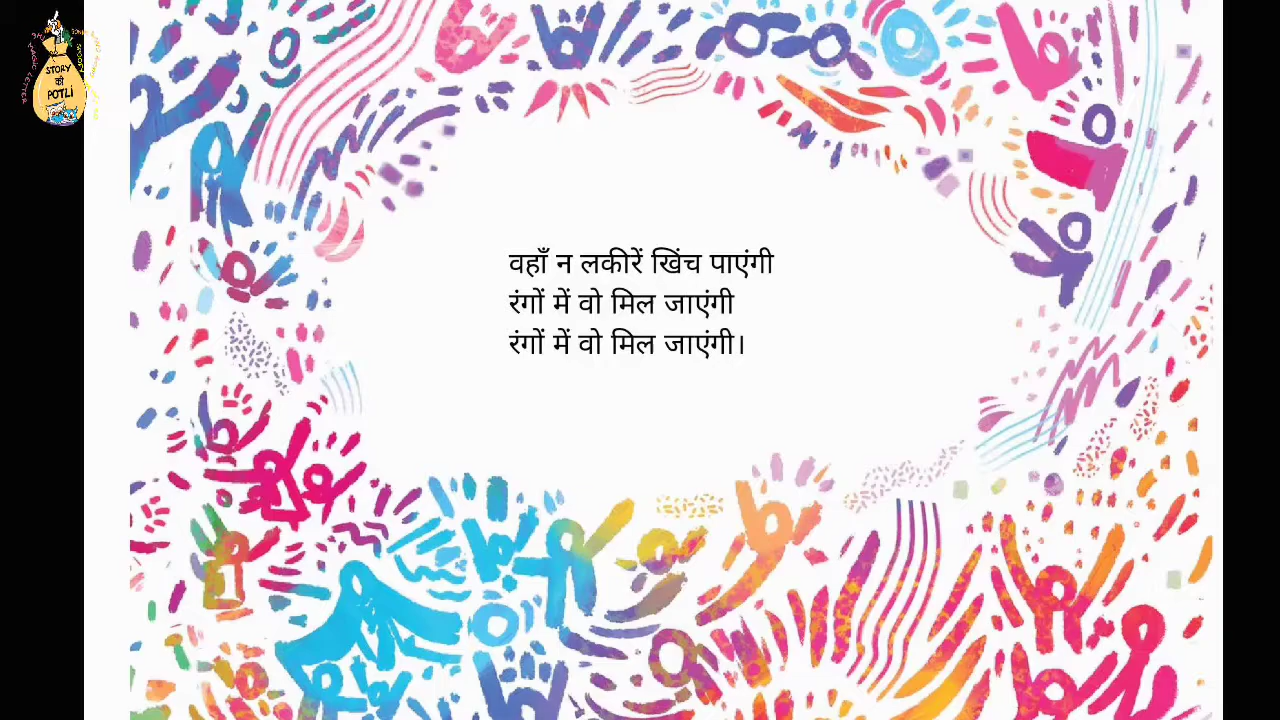 STORY
की
POTLi
वहाँ न लकीरें खिंच पाएंगी
रंगों में वो मिल जाएंगी
रंगों में वो मिल जाएंगी।